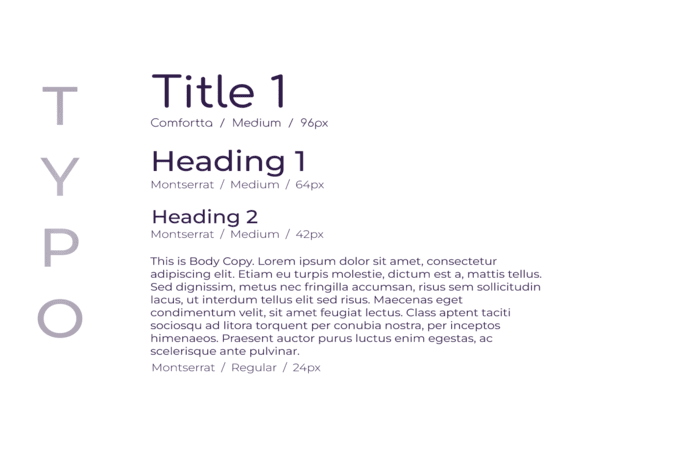 T
Y
P
O
Title 1
Comfortta / Medium / 96px
Heading 1
Montserrat / Medium / 64px
Heading 2
Montserrat / Medium / 42px
This is Body Copy. Lorem ipsum dolor sit amet, consectetur
adipiscing elit. Etiam eu turpis molestie, dictum est a, mattis tellus.
Sed dignissim, metus nec fringilla accumsan, risus sem sollicitudin
lacus, ut interdum tellus elit sed risus. Maecenas eget
condimentum velit, sit amet feugiat lectus. Class aptent taciti
sociosqu ad litora torquent per conubia nostra, per inceptos
himenaeos. Praesent auctor purus luctus enim egestas, ac
scelerisque ante pulvinar.
Montserrat / Regular / 24px